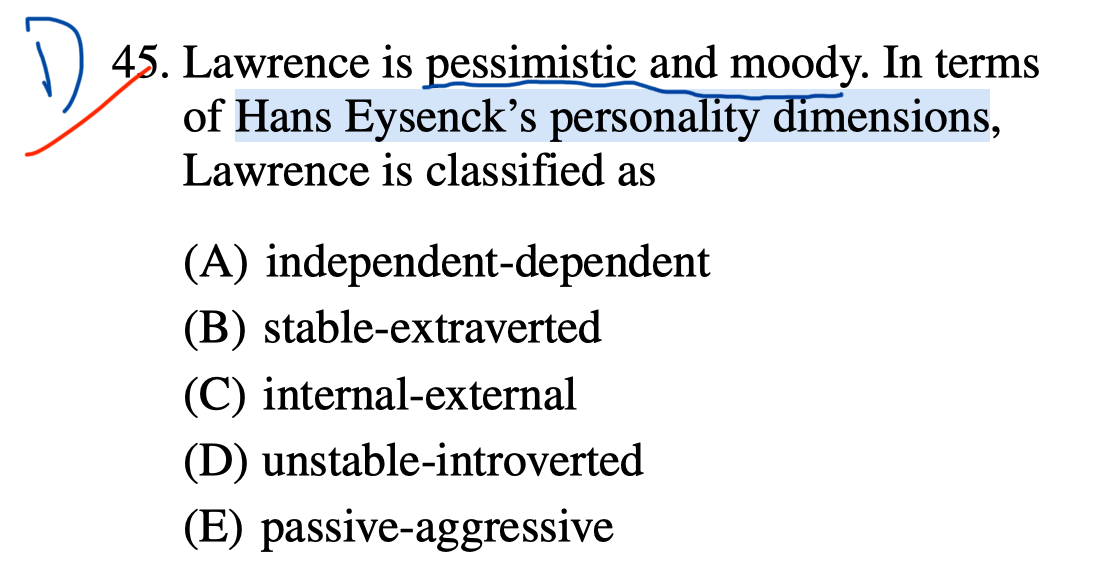 D
45. Lawrence is pessimistic and moody. In terms
of Hans Eysenck’s personality dimensions,
Lawrence is classified as
(A) independent-dependent
(B) stable-extraverted
(C) internal-external
(D) unstable-introverted
(E) passive-aggressive